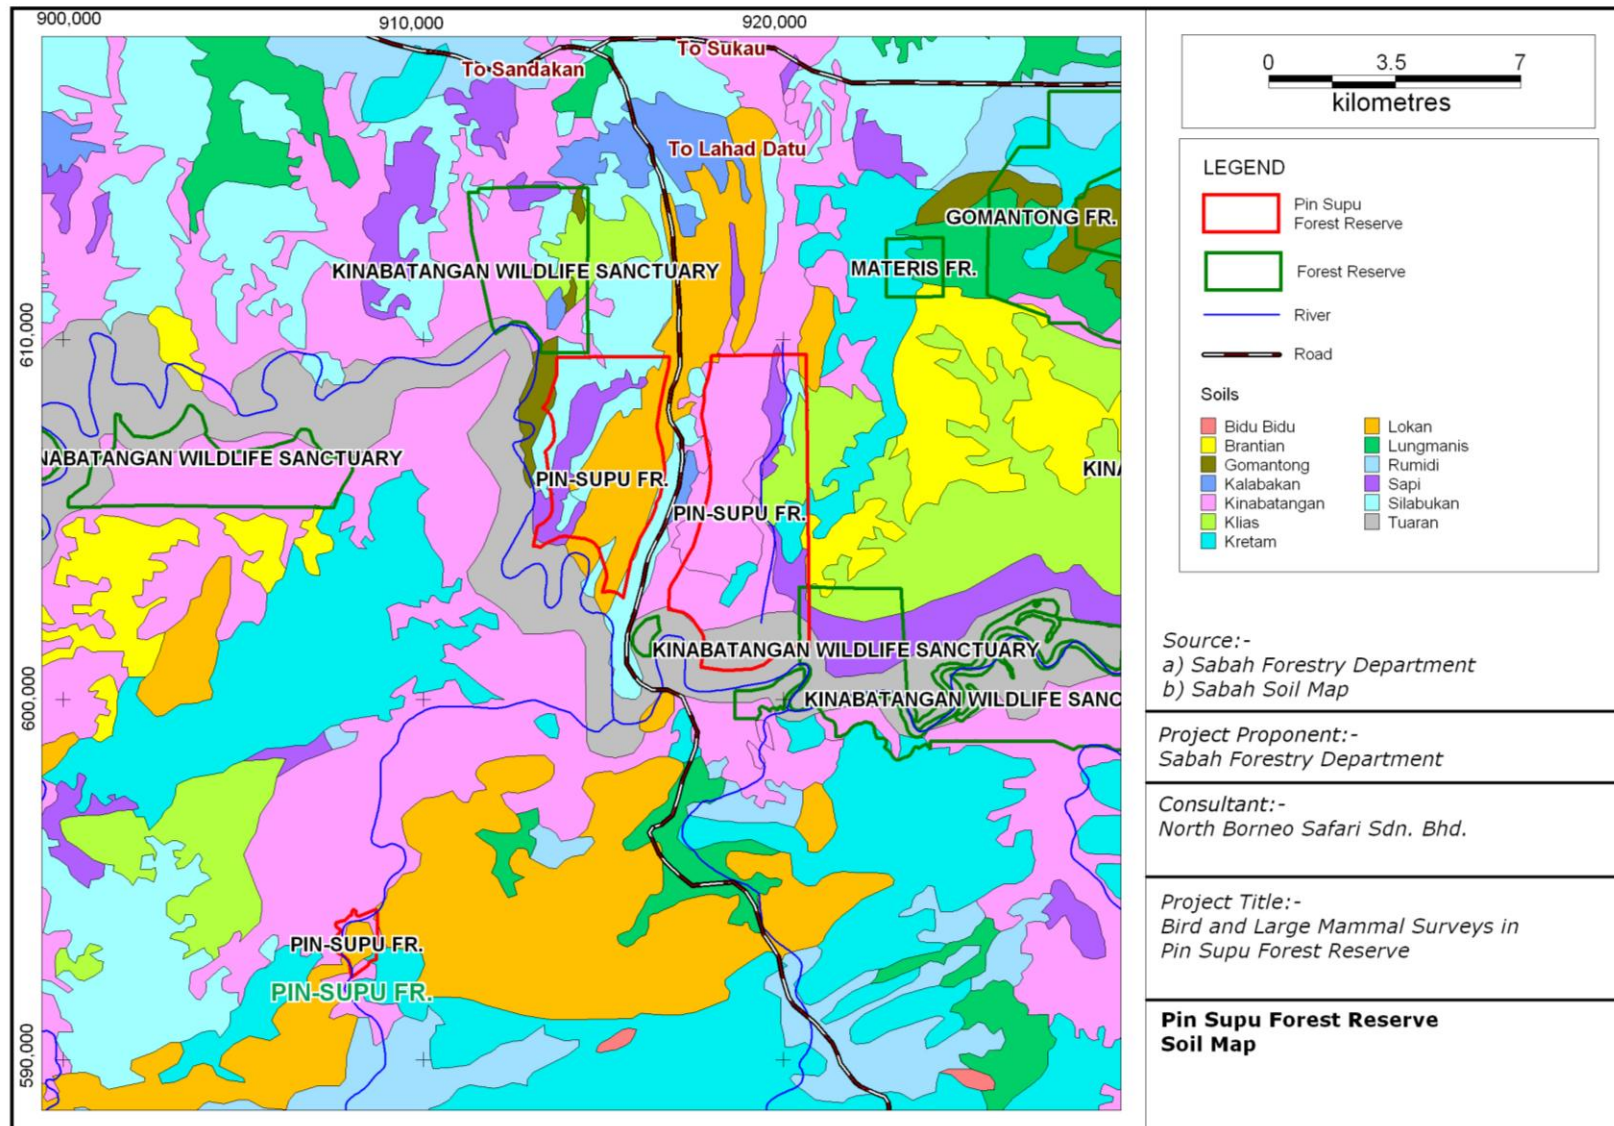 900,000
910,000
920,000
To Sukau
To Sandakan
To Lahad Datu
GOMANTONG FR.
KINABATANGAN WILDLIFE SANCTUARY
MATERIS FR.
610,000
NABATANGAN WILDLIFE SANCTUARY
KINA
PIN-SUPU FR.
PIN-SUPU FR.
KINABATANGAN WILDLIFE SANCTUARY
600,000
KINABATANGAN WILDLIFE SANC
PIN-SUPU FR.
PIN-SUPU FR.
590,000
0 3.5 7
kilometres
LEGEND
Pin Supu
Forest Reserve
Forest Reserve
River
Road
Soils
Bidu Bidu
Brantian
Gomantong
Kalabakan
Kinabatangan
Klias
Kretam
Lokan
Lungmanis
Rumidi
Sapi
Silabukan
Tuaran
Source:-
a) Sabah Forestry Department
b) Sabah Soil Map
Project Proponent:-
Sabah Forestry Department
Consultant:-
North Borneo Safari Sdn. Bhd.
Project Title:-
Bird and Large Mammal Surveys in
Pin Supu Forest Reserve
Pin Supu Forest Reserve
Soil Map